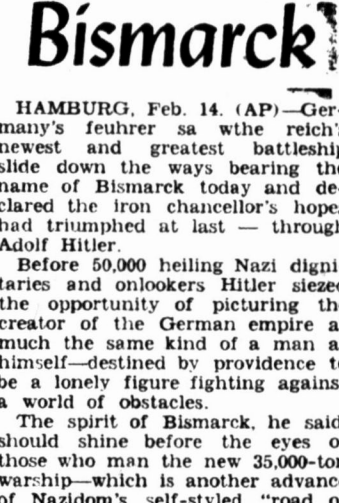 Bismarck
HAMBURG, Feb. 14. (AP)—Ger-
many's feuhrer sa wthe reich's
newest and greatest battleship
slide down the ways bearing the
name of Bismarck today and de-
clared the iron chancellor's hopes
had triumphed at last — through
Adolf Hitler.
Before 50,000 heiling Nazi digni-
taries and onlookers Hitler siezed
the opportunity of picturing the
creator of the German empire a
much the same kind of a man a
himself—destined by providence t
be a lonely figure fighting agains
a world of obstacles.
The spirit of Bismarck, he said
should shine before the eyes o
those who man the new 35,000-ton
warship—which is another advanc
of Nazidom's self-styled "road o